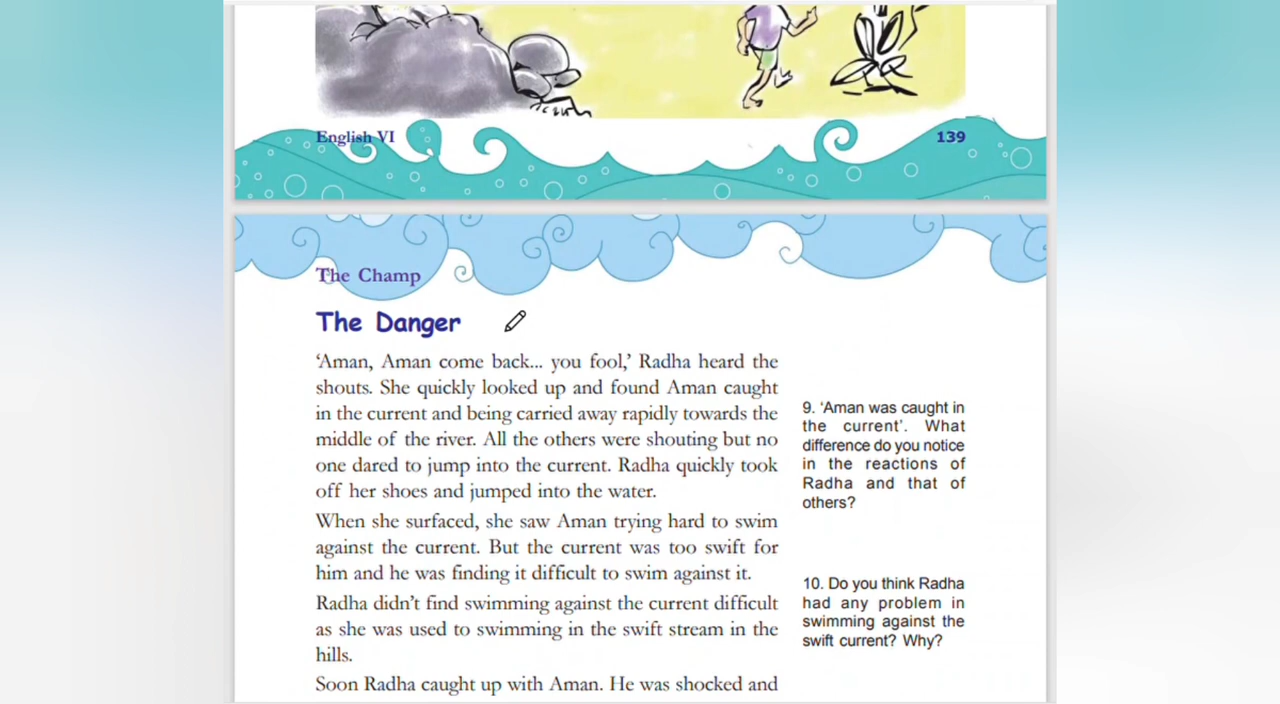 English VI
139
The Champ
The Danger
‘Aman, Aman come back... you fool,’ Radha heard the
shouts. She quickly looked up and found Aman caught
in the current and being carried away rapidly towards the
middle of the river. All the others were shouting but no
one dared to jump into the current. Radha quickly took
off her shoes and jumped into the water.
When she surfaced, she saw Aman trying hard to swim
against the current. But the current was too swift for
him and he was finding it difficult to swim against it.
Radha didn’t find swimming against the current difficult
as she was used to swimming in the swift stream in the
hills.
Soon Radha caught up with Aman. He was shocked and
9. ‘Aman was caught in
the current’. What
difference do you notice
in the reactions of
Radha and that of
others?
10. Do you think Radha
had any problem in
swimming against the
swift current? Why?